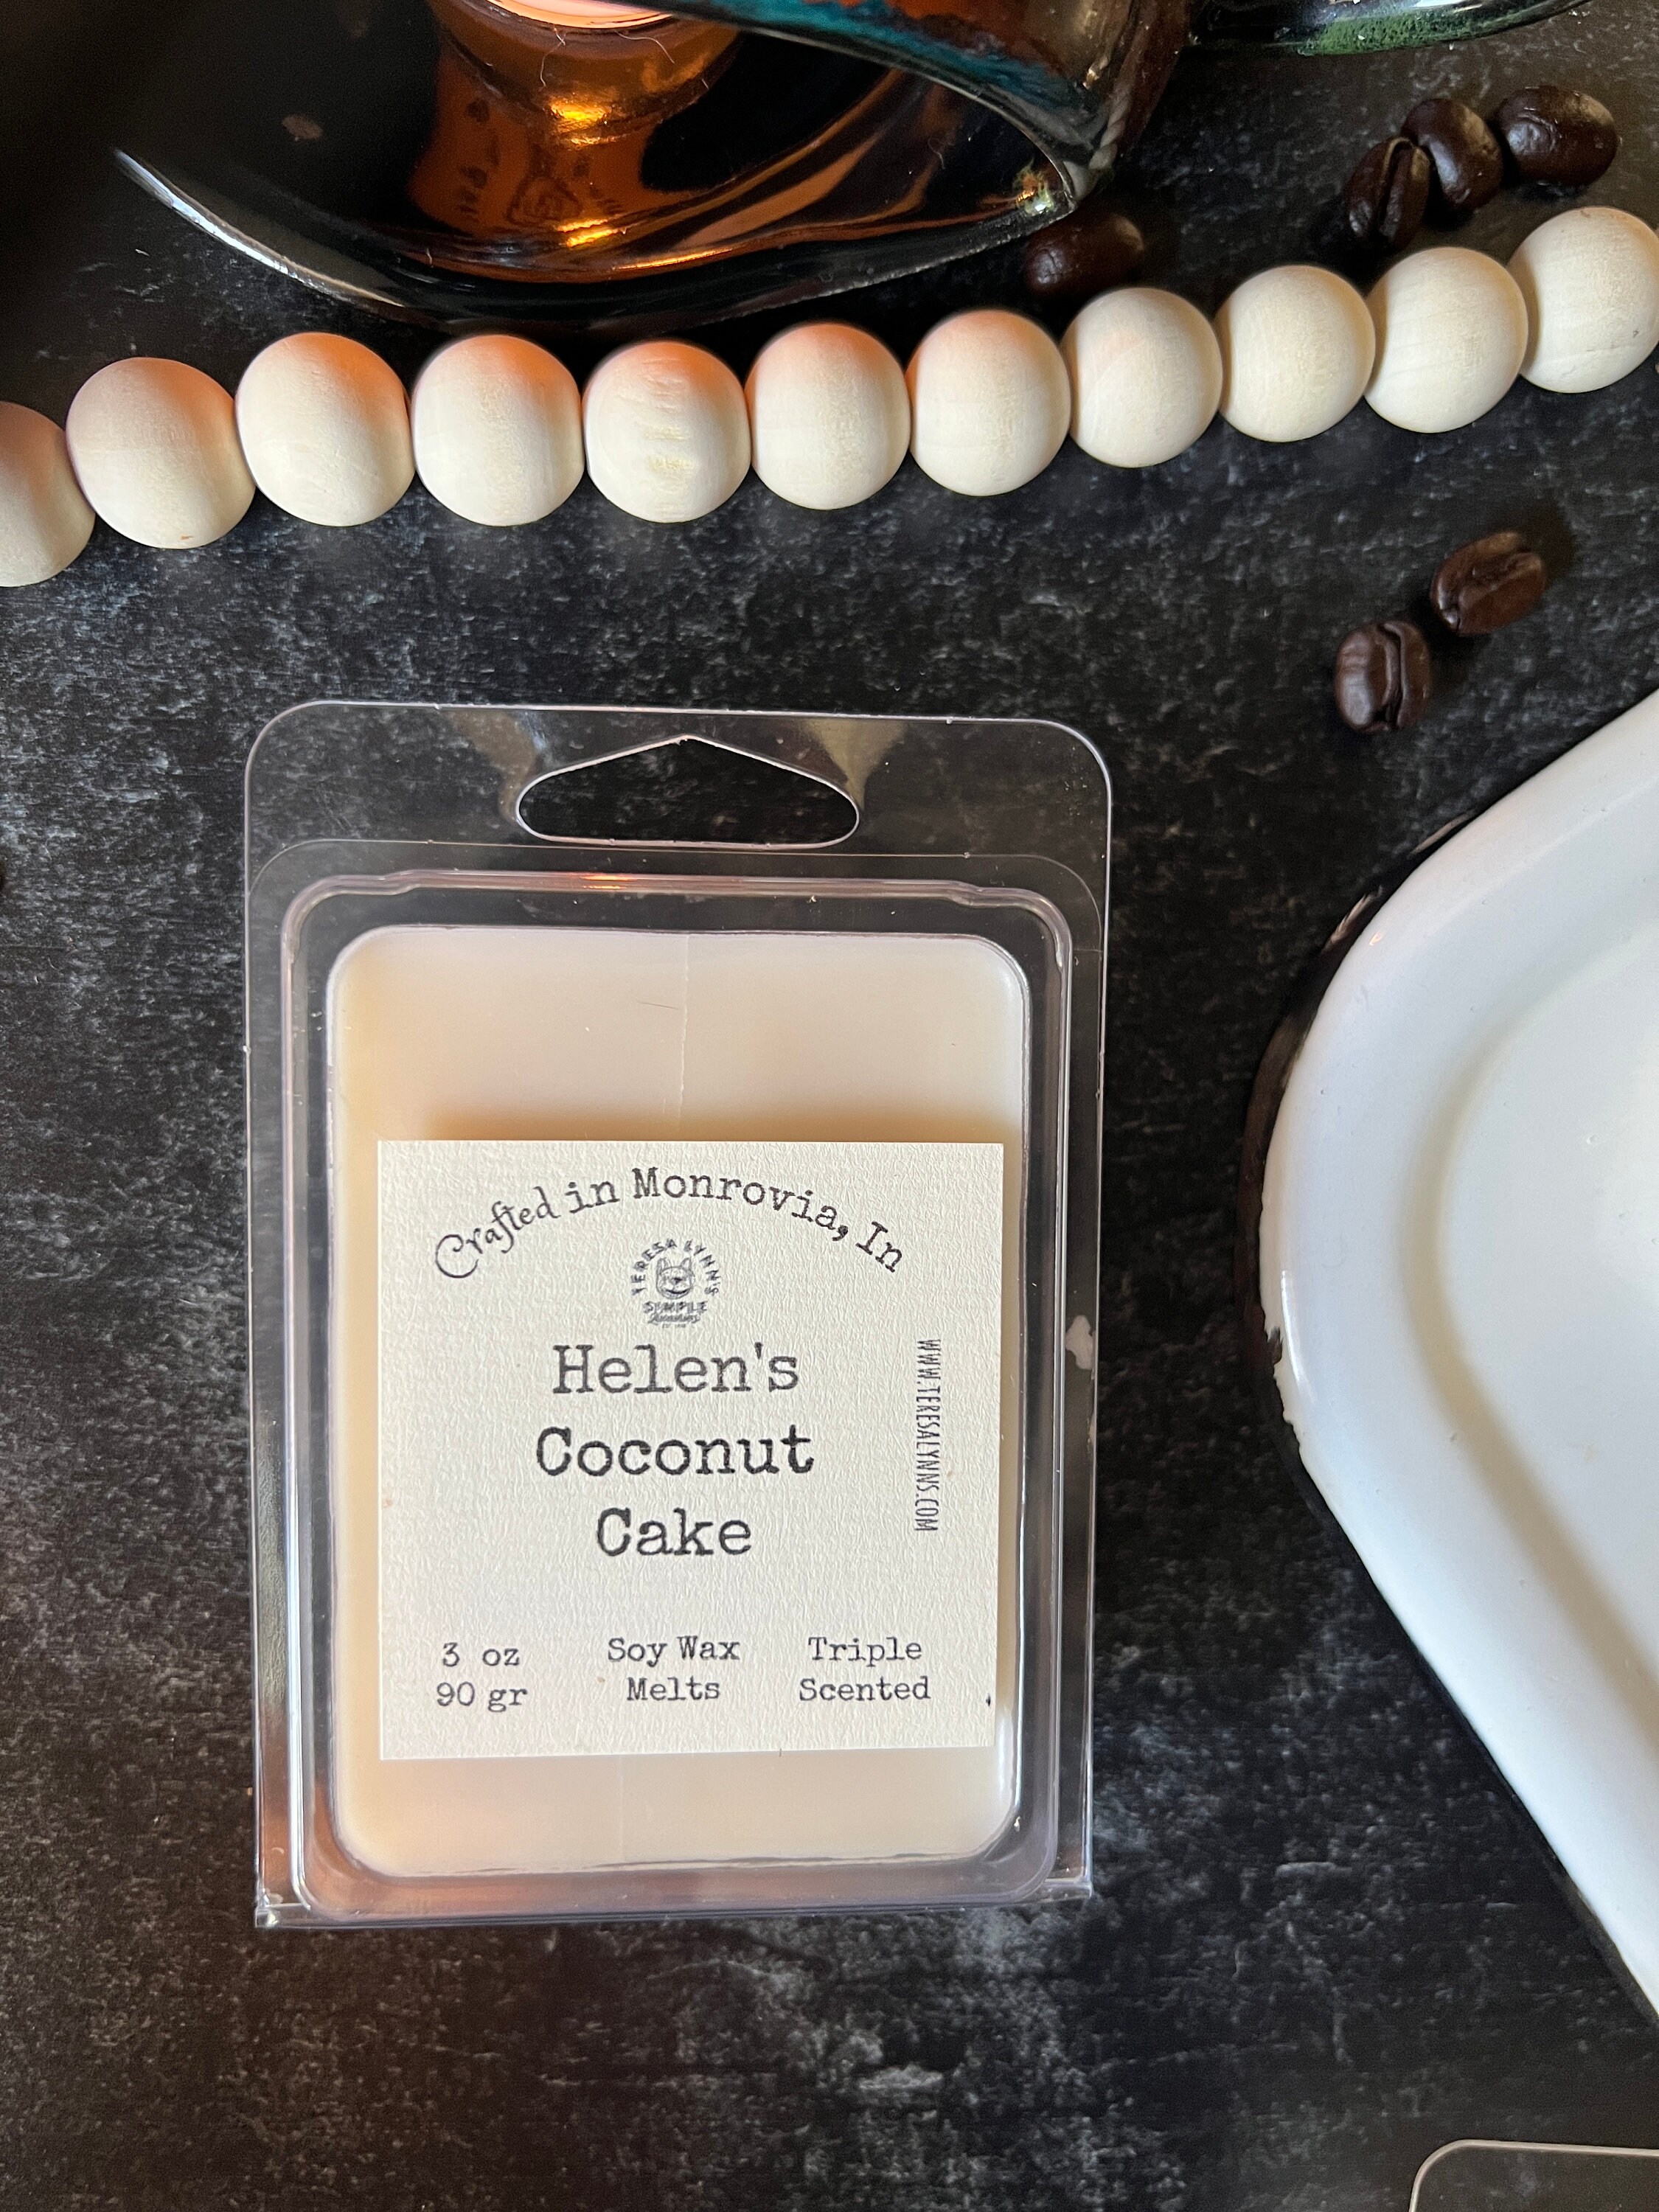 Crafted in Monrovia, In
TERESA LYNN'S
SIMPLE
Helen's
Coconut
Cake
WWW.TERESALYNNS.COM
3 oz
90 gr
Soy Wax
Melts
Triple
Scented